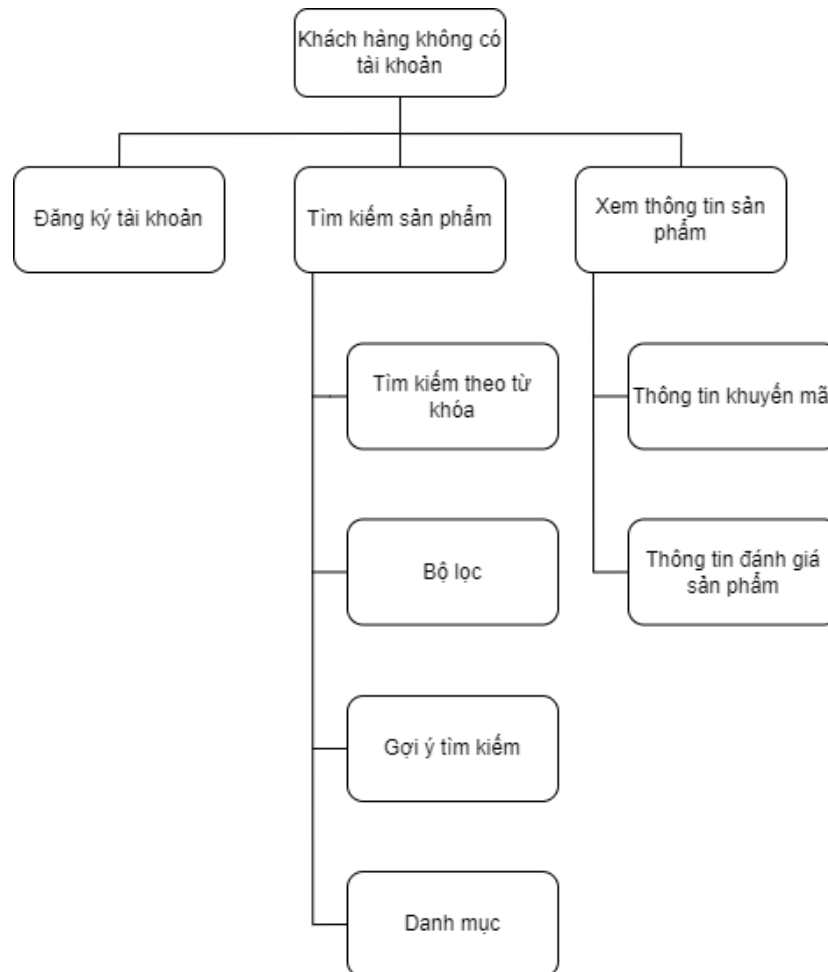 Khách hàng không có
tài khoản
Đăng ký tài khoản
Tìm kiếm sản phẩm
Xem thông tin sản
phẩm
Tìm kiếm theo từ
khóa
Thông tin khuyến mã
Bộ lọc
Thông tin đánh giá
sản phẩm
Gợi ý tìm kiếm
Danh mục